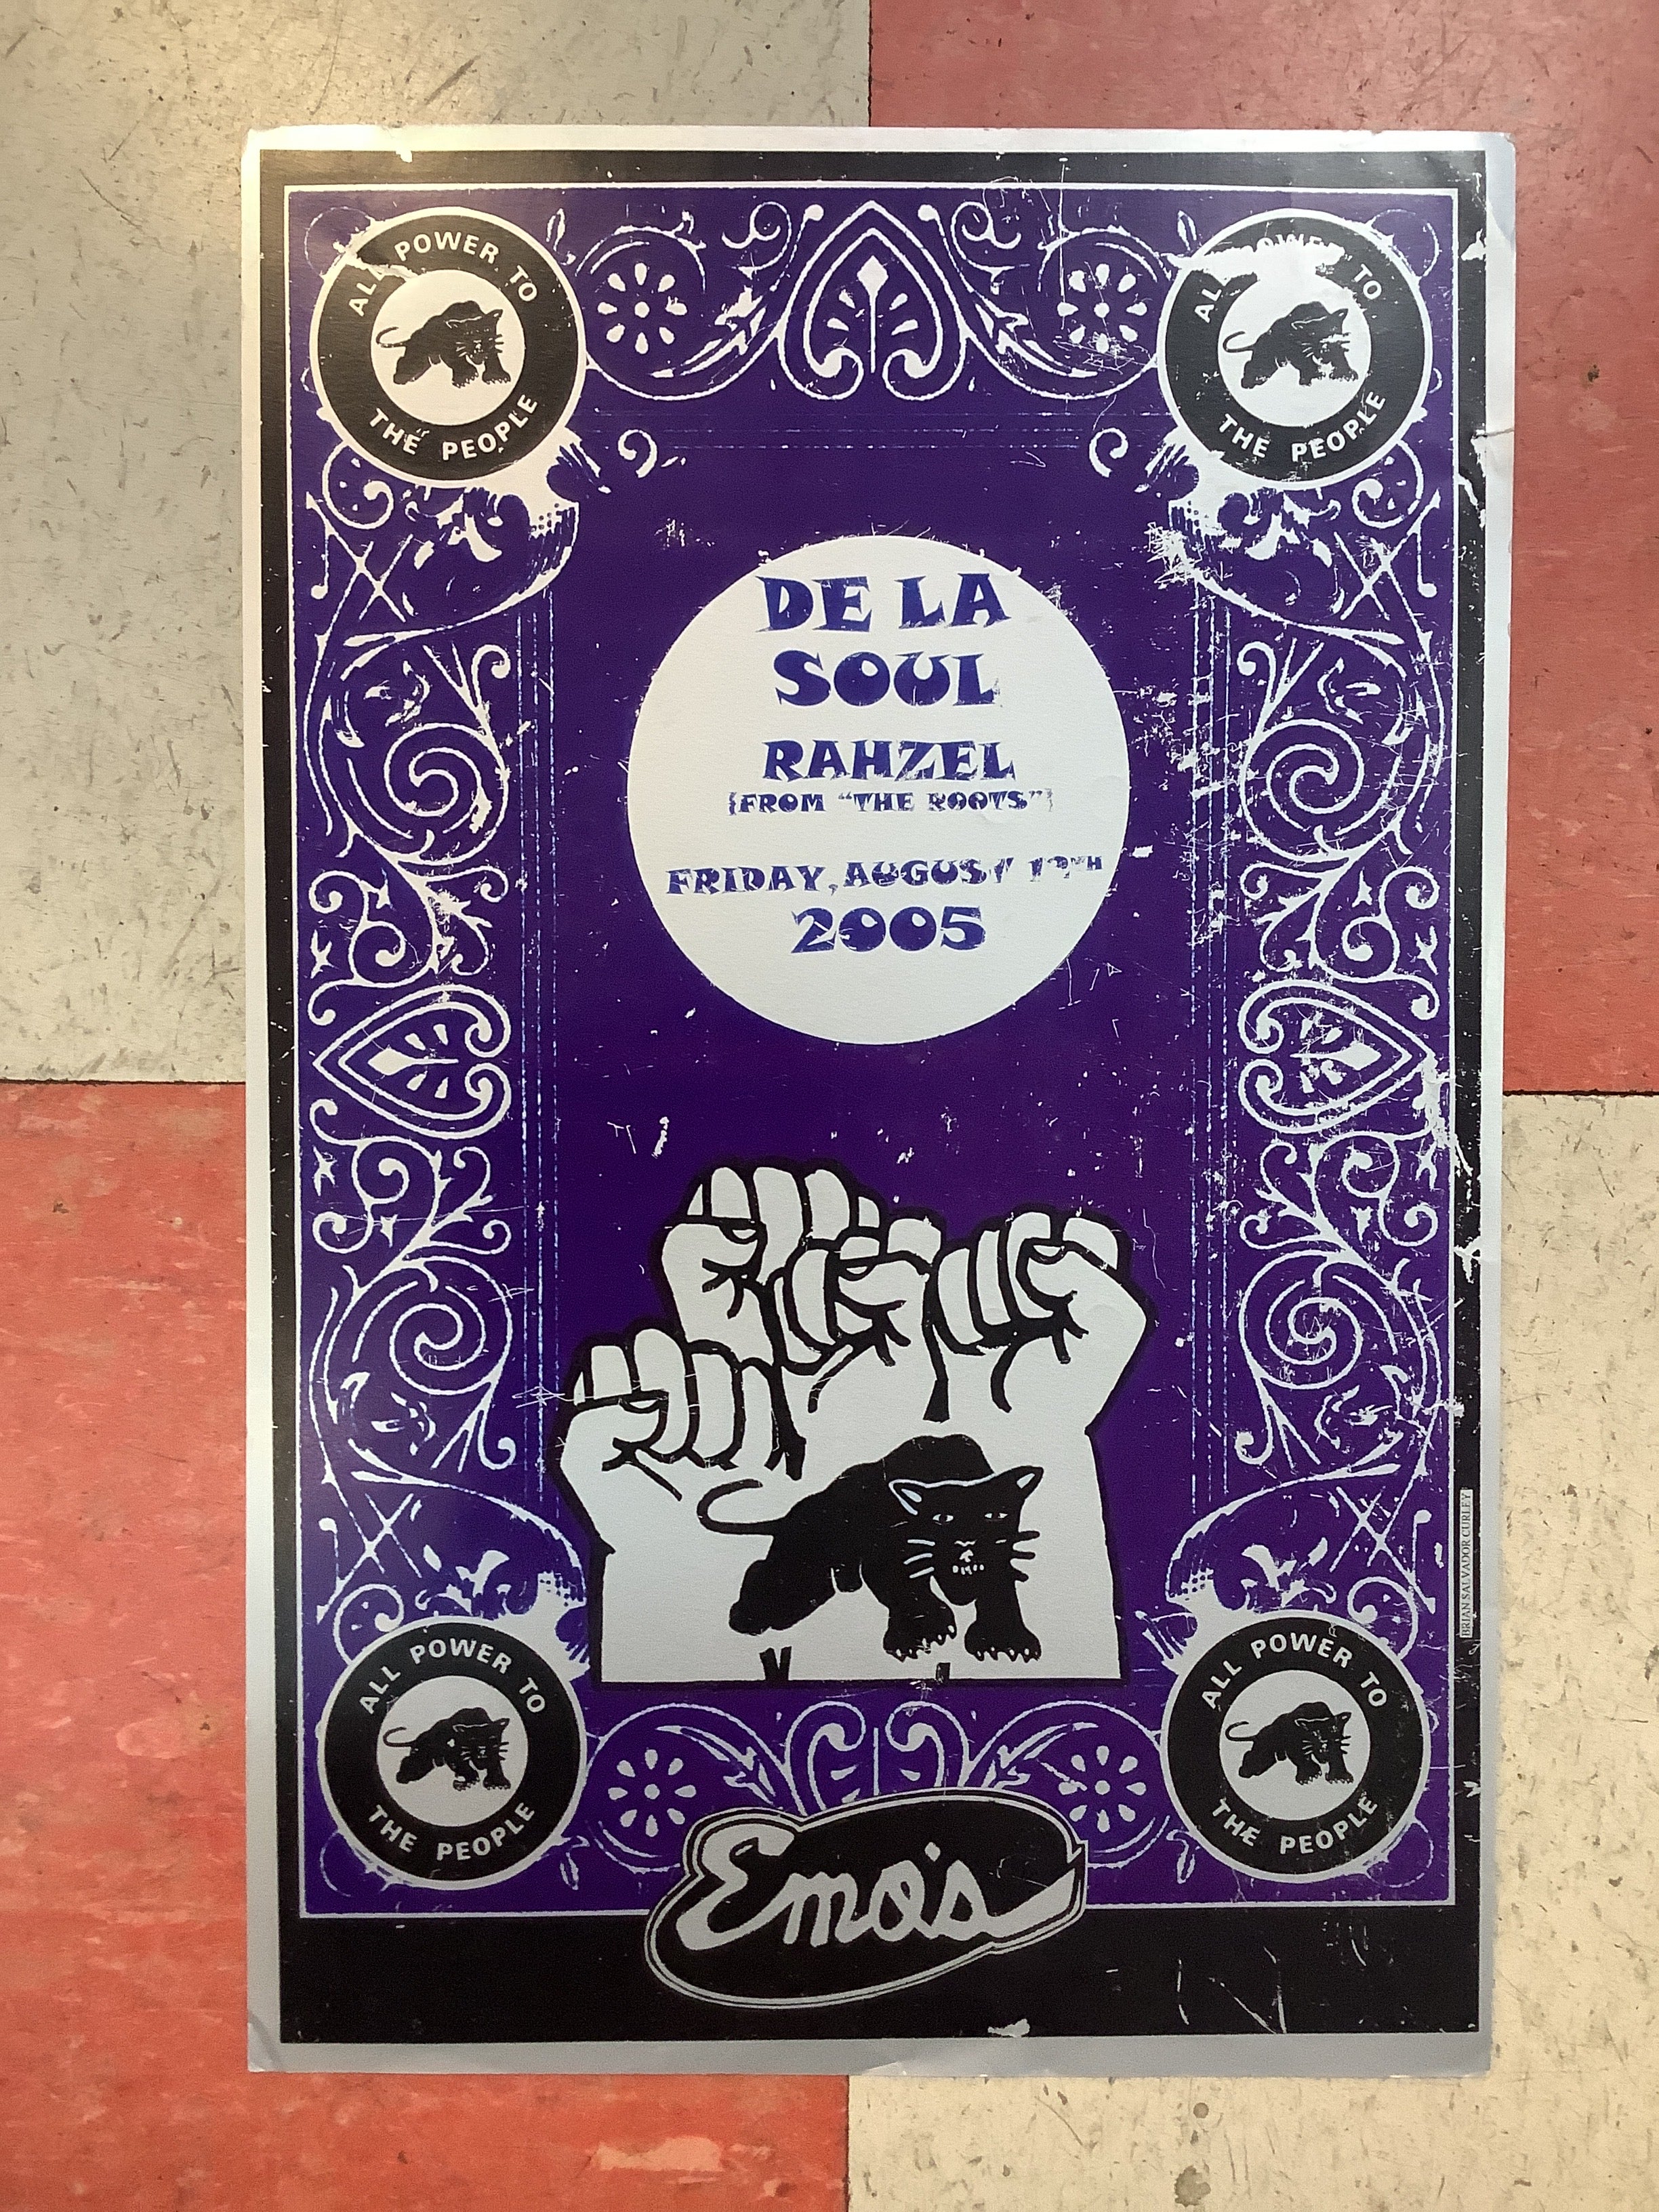 ALL POWER TO
THE PEOPLE
ALL POWER TO
THE PEOPLE
DE LA
SOUL
RAHZEL
{FROM "THE ROOTS"}
FRIDAY, AUGUST
2005
BRIAN SALVADOR CURLEY
ALL POWER TO
THE PEOPLE
ALL POWER TO
THE PEOPLE
Emo's